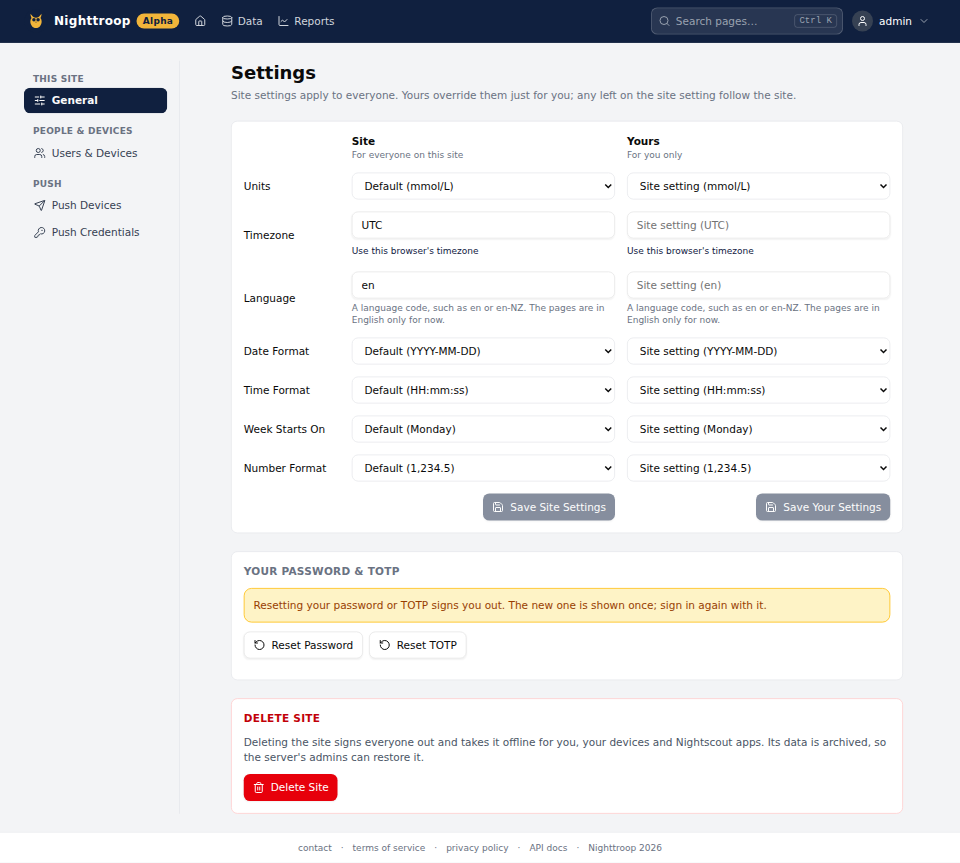 Nighttroop Alpha Data Reports Search pages... Ctrl K admin
THIS SITE
General
PEOPLE & DEVICES
Users & Devices
PUSH
Push Devices
Push Credentials
Settings
Site settings apply to everyone. Yours override them just for you; any left on the site setting follow the site.
Site Yours
For everyone on this site For you only
Units Default (mmol/L) Site setting (mmol/L)
Timezone UTC Site setting (UTC)
Use this browser's timezone Use this browser's timezone
Language en Site setting (en)
A language code, such as en or en-NZ. The pages are in English only for now.
A language code, such as en or en-NZ. The pages are in English only for now.
Date Format Default (YYYY-MM-DD) Site setting (YYYY-MM-DD)
Time Format Default (HH:mm:ss) Site setting (HH:mm:ss)
Week Starts On Default (Monday) Site setting (Monday)
Number Format Default (1,234.5) Site setting (1,234.5)
Save Site Settings Save Your Settings
YOUR PASSWORD & TOTP
Resetting your password or TOTP signs you out. The new one is shown once; sign in again with it.
Reset Password Reset TOTP
DELETE SITE
Deleting the site signs everyone out and takes it offline for you, your devices and Nightscout apps. Its data is archived, so
the server's admins can restore it.
Delete Site
contact · terms of service · privacy policy · API docs · Nighttroop 2026